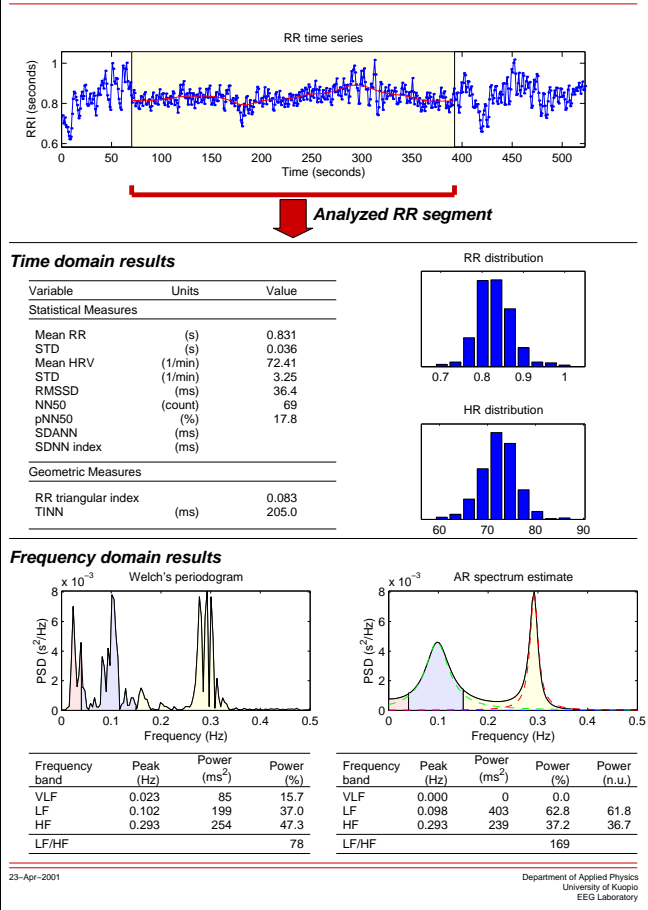 RR time series
1
0.8
0.6
RRI (seconds)
0 50 100 150 200 250 300 350 400 450 500
Time (seconds)
Analyzed RR segment
Time domain results
Variable Units Value
Statistical Measures
Mean RR (s) 0.831
STD (s) 0.036
Mean HRV (1/min) 72.41
STD (1/min) 3.25
RMSSD (ms) 36.4
NN50 (count) 69
pNN50 (%) 17.8
SDANN (ms)
SDNN index (ms)
Geometric Measures
RR triangular index 0.083
TINN (ms) 205.0
RR distribution
0.7 0.8 0.9 1
HR distribution
60 70 80 90
Frequency domain results
Welch's periodogram
x 10⁻³
8
6
4
2
0
PSD (s²/Hz)
0 0.1 0.2 0.3 0.4 0.5
Frequency (Hz)
AR spectrum estimate
x 10⁻³
8
6
4
2
0
PSD (s²/Hz)
0 0.1 0.2 0.3 0.4 0.5
Frequency (Hz)
Frequency band Peak (Hz) Power (ms²) Power (%)
VLF 0.023 85 15.7
LF 0.102 199 37.0
HF 0.293 254 47.3
LF/HF 78
Frequency band Peak (Hz) Power (ms²) Power (%) Power (n.u.)
VLF 0.000 0 0.0
LF 0.098 403 62.8 61.8
HF 0.293 239 37.2 36.7
LF/HF 169
23−Apr−2001
Department of Applied Physics
University of Kuopio
EEG Laboratory